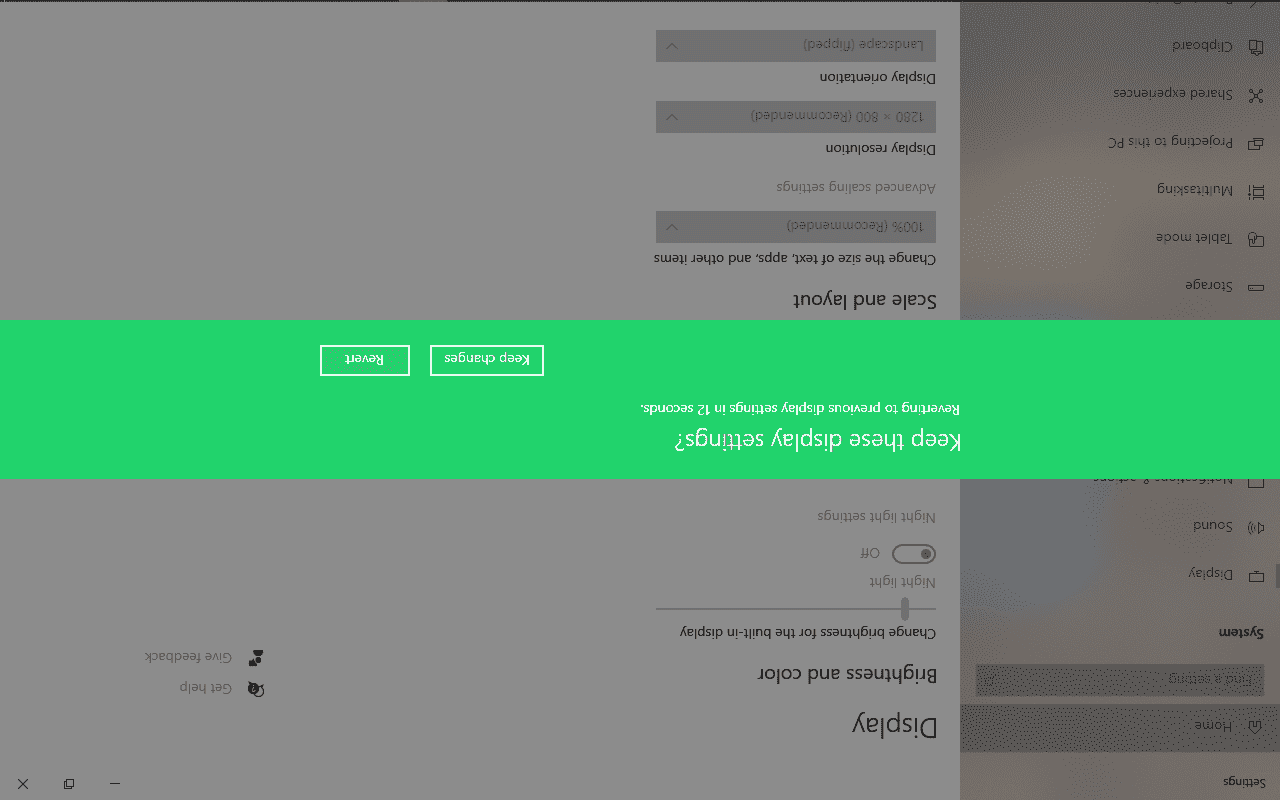 Settings
Home
Find a setting
System
Display
Sound
Notifications & actions
Storage
Tablet mode
Multitasking
Projecting to this PC
Shared experiences
Clipboard
Display
Brightness and color
Change brightness for the built-in display
Night light
Off
Night light settings
Keep these display settings?
Reverting to previous display settings in 12 seconds.
Keep changes
Revert
Scale and layout
Change the size of text, apps, and other items
100% (Recommended)
Advanced scaling settings
Display resolution
1280 × 800 (Recommended)
Display orientation
Landscape (flipped)
Get help
Give feedback